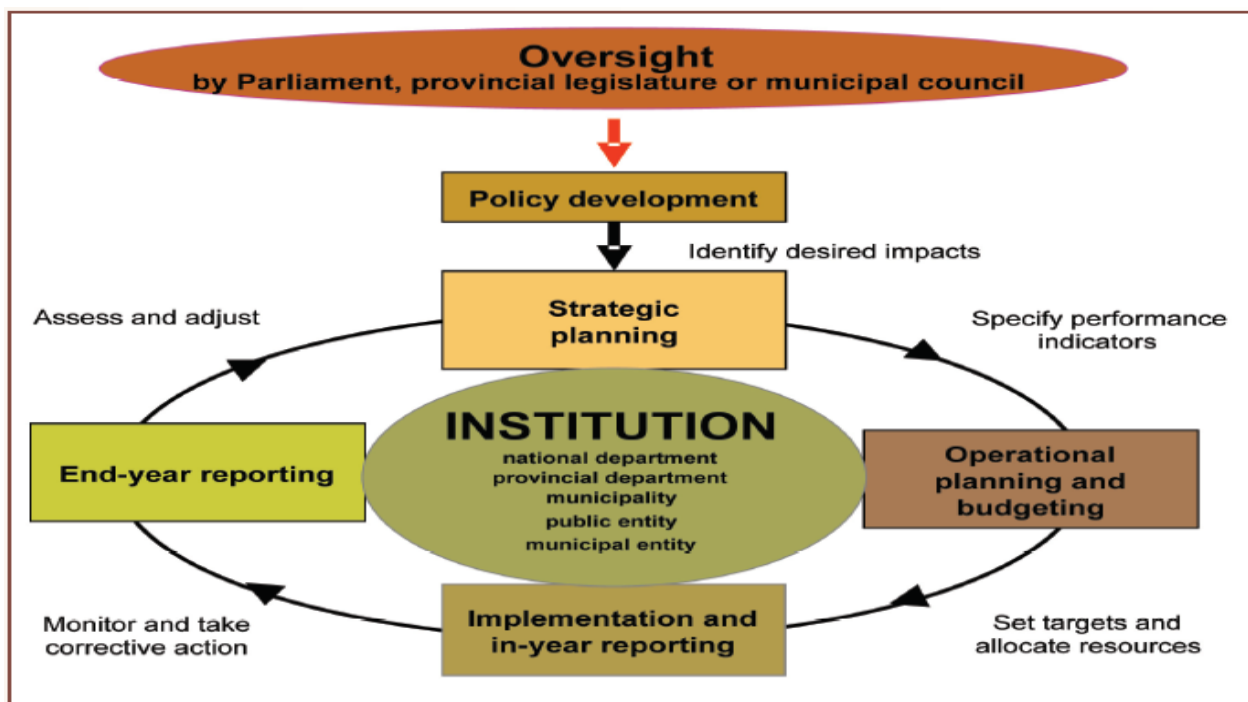 Oversight
by Parliament, provincial legislature or municipal council
Policy development
Identify desired impacts
Strategic
planning
Assess and adjust
Specify performance
indicators
INSTITUTION
national department
provincial department
municipality
public entity
municipal entity
End-year reporting
Operational
planning and
budgeting
Implementation and
in-year reporting
Monitor and take
corrective action
Set targets and
allocate resources